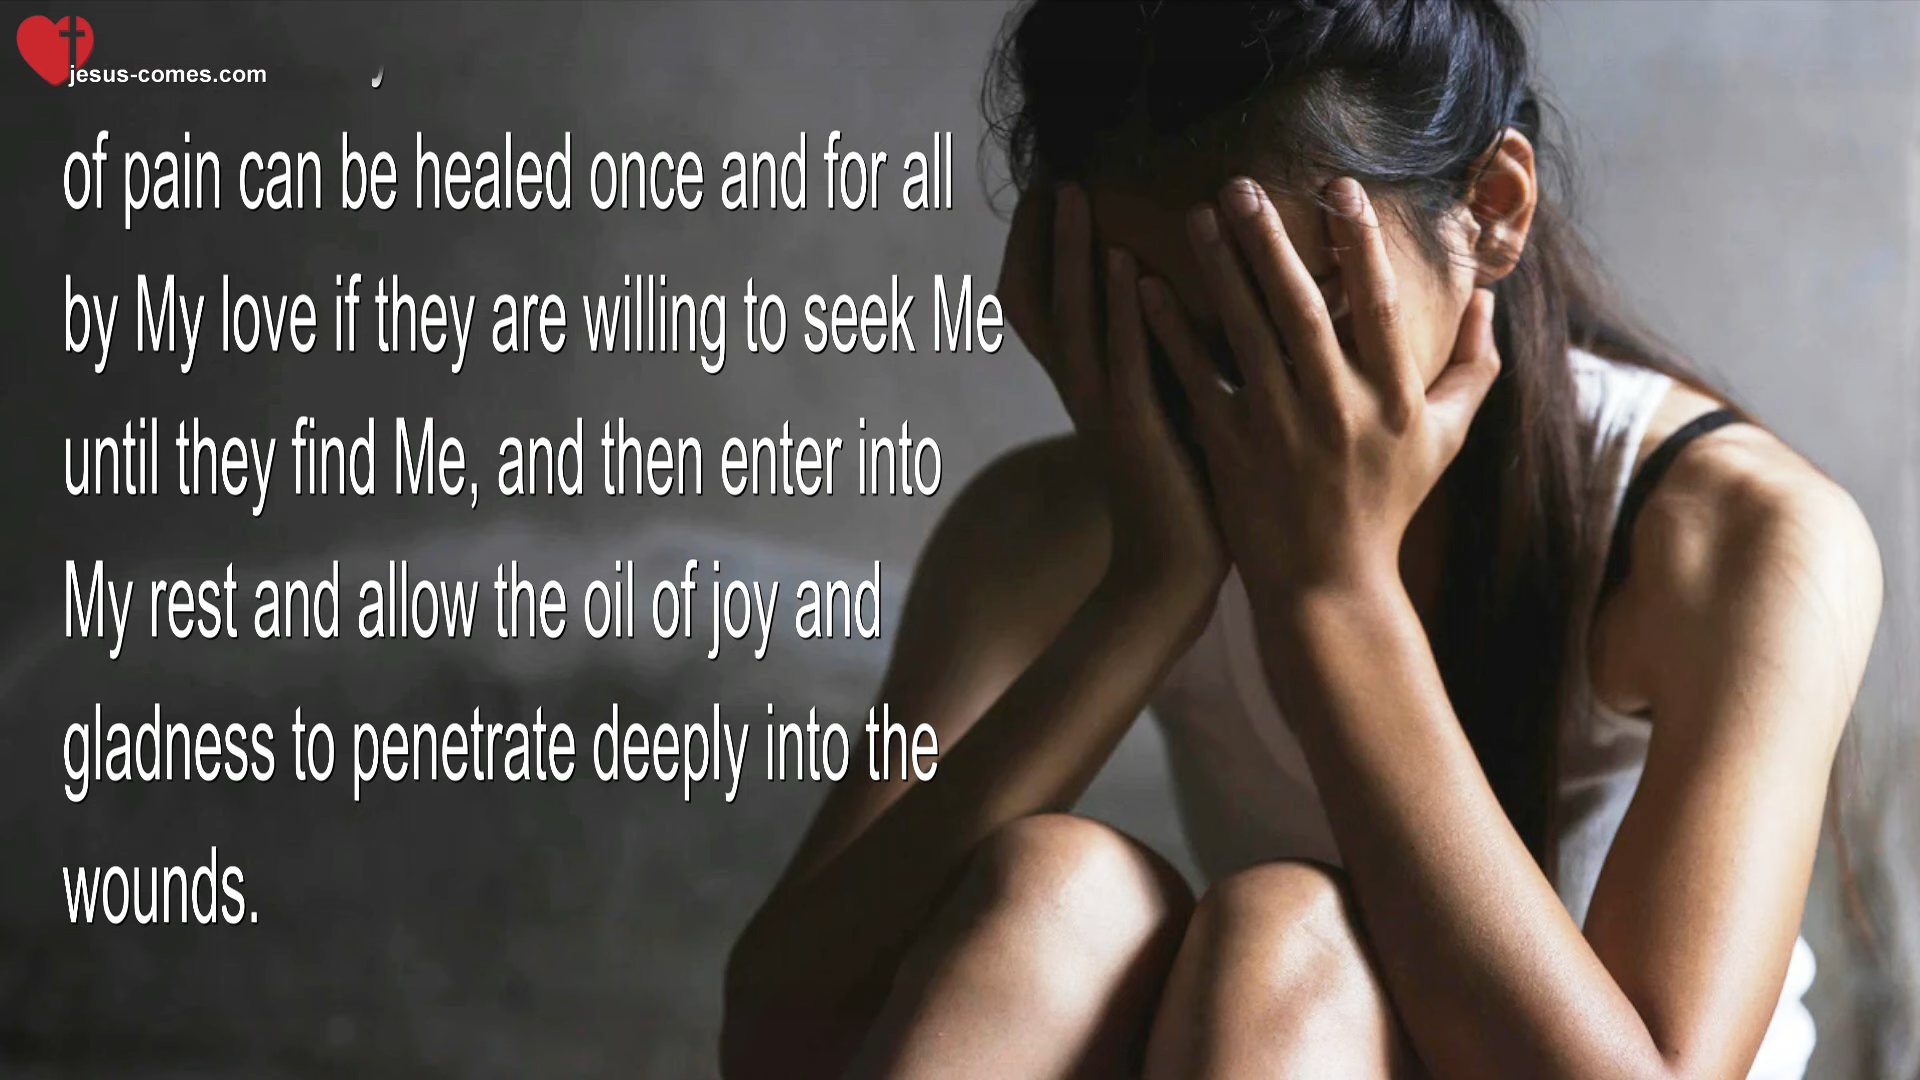 jesus-comes.com
of pain can be healed once and for all
by My love if they are willing to seek Me
until they find Me, and then enter into
My rest and allow the oil of joy and
gladness to penetrate deeply into the
wounds.